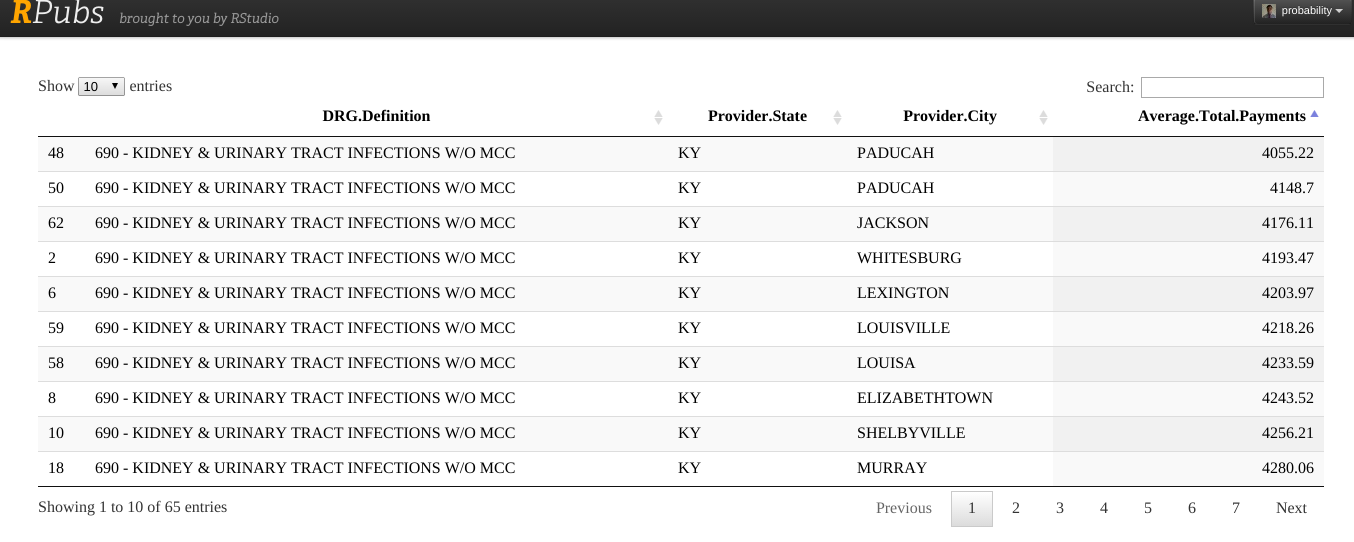 RPubs brought to you by RStudio probability
Show 10 entries Search:
DRG.Definition Provider.State Provider.City Average.Total.Payments
48 690 - KIDNEY & URINARY TRACT INFECTIONS W/O MCC KY PADUCAH 4055.22
50 690 - KIDNEY & URINARY TRACT INFECTIONS W/O MCC KY PADUCAH 4148.7
62 690 - KIDNEY & URINARY TRACT INFECTIONS W/O MCC KY JACKSON 4176.11
2 690 - KIDNEY & URINARY TRACT INFECTIONS W/O MCC KY WHITESBURG 4193.47
6 690 - KIDNEY & URINARY TRACT INFECTIONS W/O MCC KY LEXINGTON 4203.97
59 690 - KIDNEY & URINARY TRACT INFECTIONS W/O MCC KY LOUISVILLE 4218.26
58 690 - KIDNEY & URINARY TRACT INFECTIONS W/O MCC KY LOUISA 4233.59
8 690 - KIDNEY & URINARY TRACT INFECTIONS W/O MCC KY ELIZABETHTOWN 4243.52
10 690 - KIDNEY & URINARY TRACT INFECTIONS W/O MCC KY SHELBYVILLE 4256.21
18 690 - KIDNEY & URINARY TRACT INFECTIONS W/O MCC KY MURRAY 4280.06
Showing 1 to 10 of 65 entries Previous 1 2 3 4 5 6 7 Next